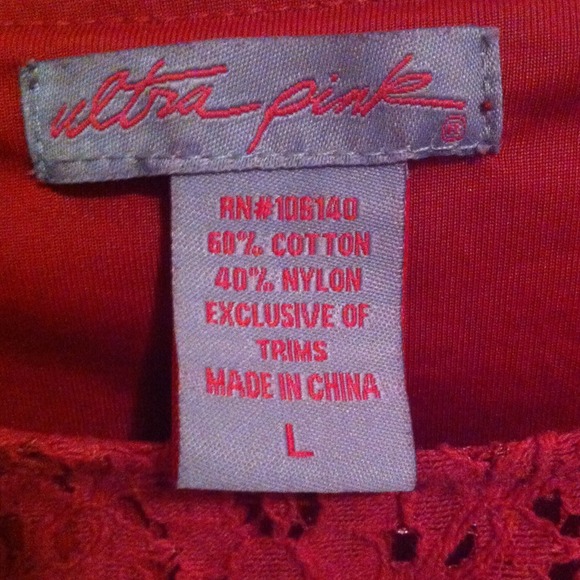 ultra pink ®
RN#106140
60% COTTON
40% NYLON
EXCLUSIVE OF
TRIMS
MADE IN CHINA
L